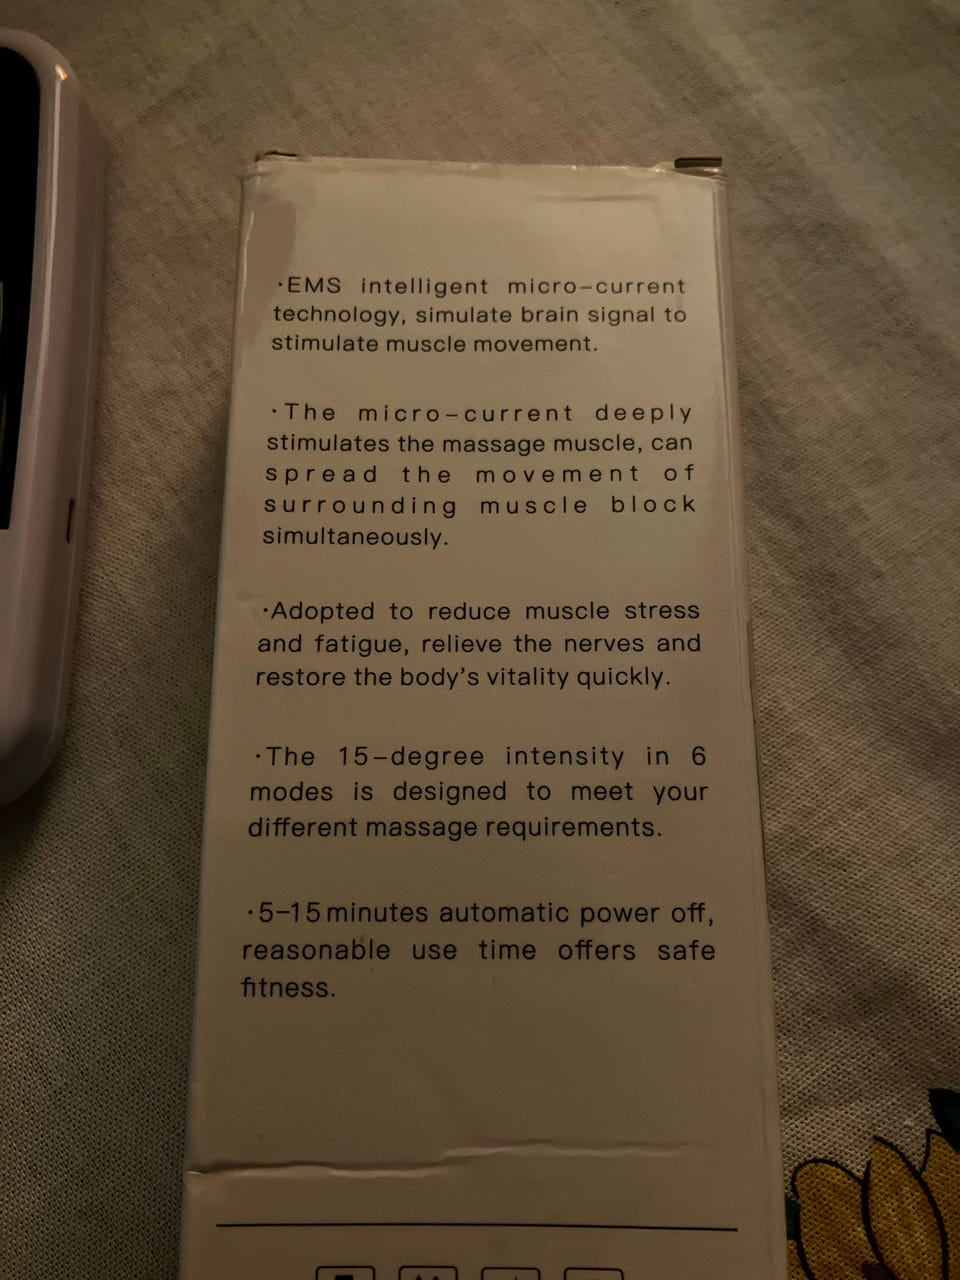 ·EMS intelligent micro-current
technology, simulate brain signal to
stimulate muscle movement.
·The micro-current deeply
stimulates the massage muscle, can
spread the movement of
surrounding muscle block
simultaneously.
·Adopted to reduce muscle stress
and fatigue, relieve the nerves and
restore the body's vitality quickly.
·The 15-degree intensity in 6
modes is designed to meet your
different massage requirements.
·5-15 minutes automatic power off,
reasonable use time offers safe
fitness.